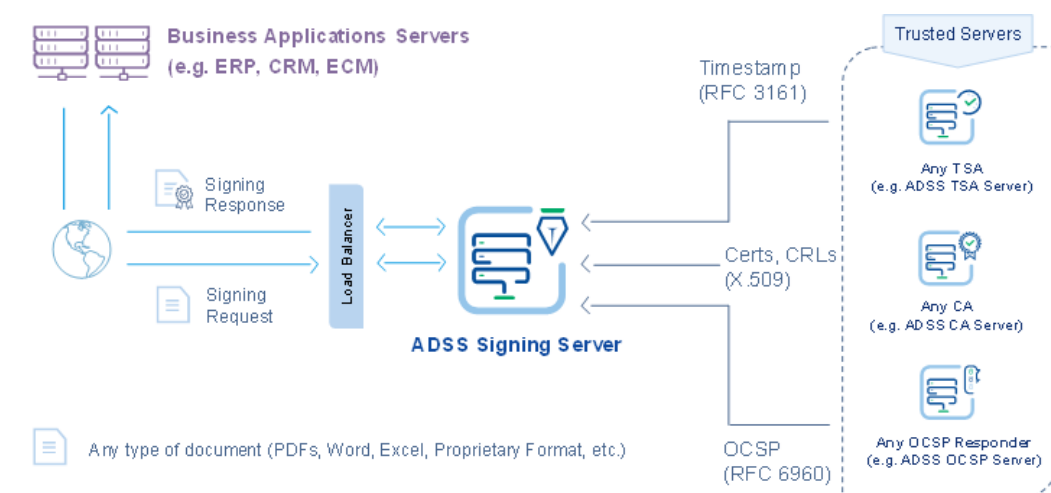 Business Applications Servers
(e.g. ERP, CRM, ECM)
Trusted Servers
Timestamp
(RFC 3161)
Any TSA
(e.g. ADSS TSA Server)
Signing
Response
Load Balancer
T
Certs, CRLs
(X.509)
Signing
Request
Any CA
(e.g. ADSS CA Server)
ADSS Signing Server
Any OCSP Responder
(e.g. ADSS OCSP Server)
OCSP
(RFC 6960)
Any type of document (PDFs, Word, Excel, Proprietary Format, etc.)